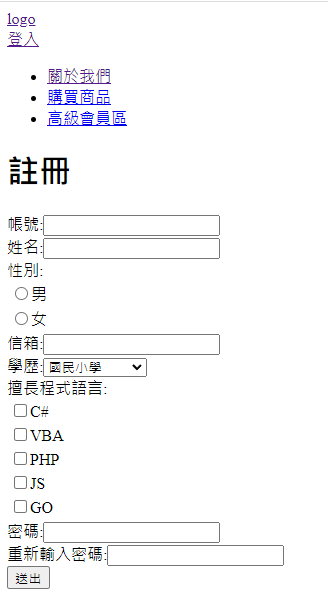 logo
登入
關於我們
購買商品
高級會員區
註冊
帳號:
姓名:
性別:
男
女
信箱:
學歷: 國民小學
擅長程式語言:
C#
VBA
PHP
JS
GO
密碼:
重新輸入密碼:
送出